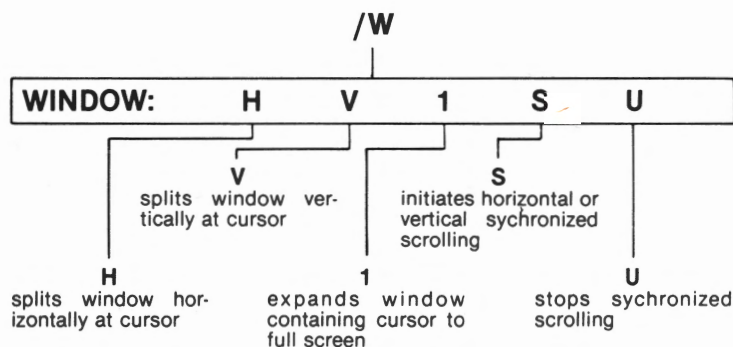 /W
WINDOW: H V 1 S U
V
splits window ver-
tically at cursor
S
initiates horizontal or
vertical sychronized
scrolling
H
splits window hor-
izontally at cursor
1
expands window
containing cursor to
full screen
U
stops sychronized
scrolling